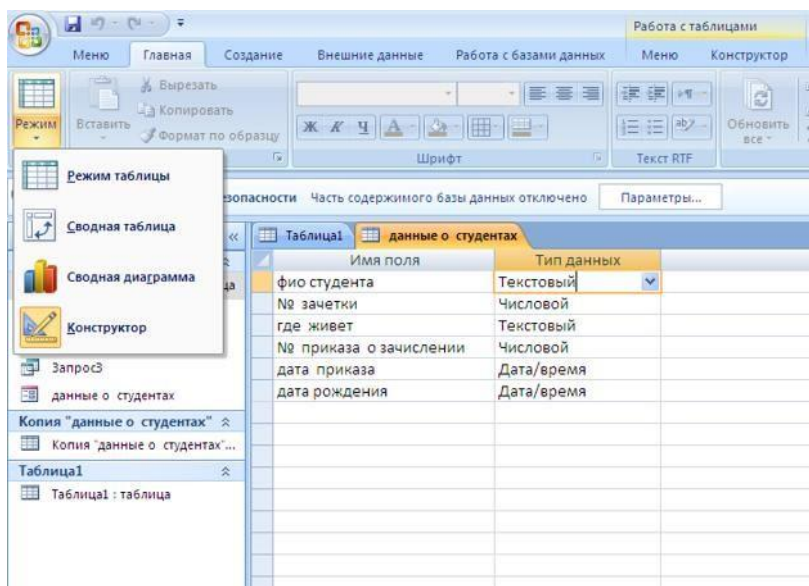 Работа с таблицами
Меню Главная Создание Внешние данные Работа с базами данных Меню Конструктор
Режим
Вставить
Вырезать
Копировать
Формат по образцу
Ж К Ч
Обновить все
Шрифт
Текст RTF
Режим таблицы
Сводная таблица
Сводная диаграмма
Конструктор
Часть содержимого базы данных отключено Параметры...
Таблица1 данные о студентах
Имя поля Тип данных
фио студента Текстовый
№ зачетки Числовой
где живет Текстовый
№ приказа о зачислении Числовой
дата приказа Дата/время
дата рождения Дата/время
Запрос3
данные о студентах
Копия "данные о студентах"
Копия "данные о студентах"...
Таблица1
Таблица1 : таблица